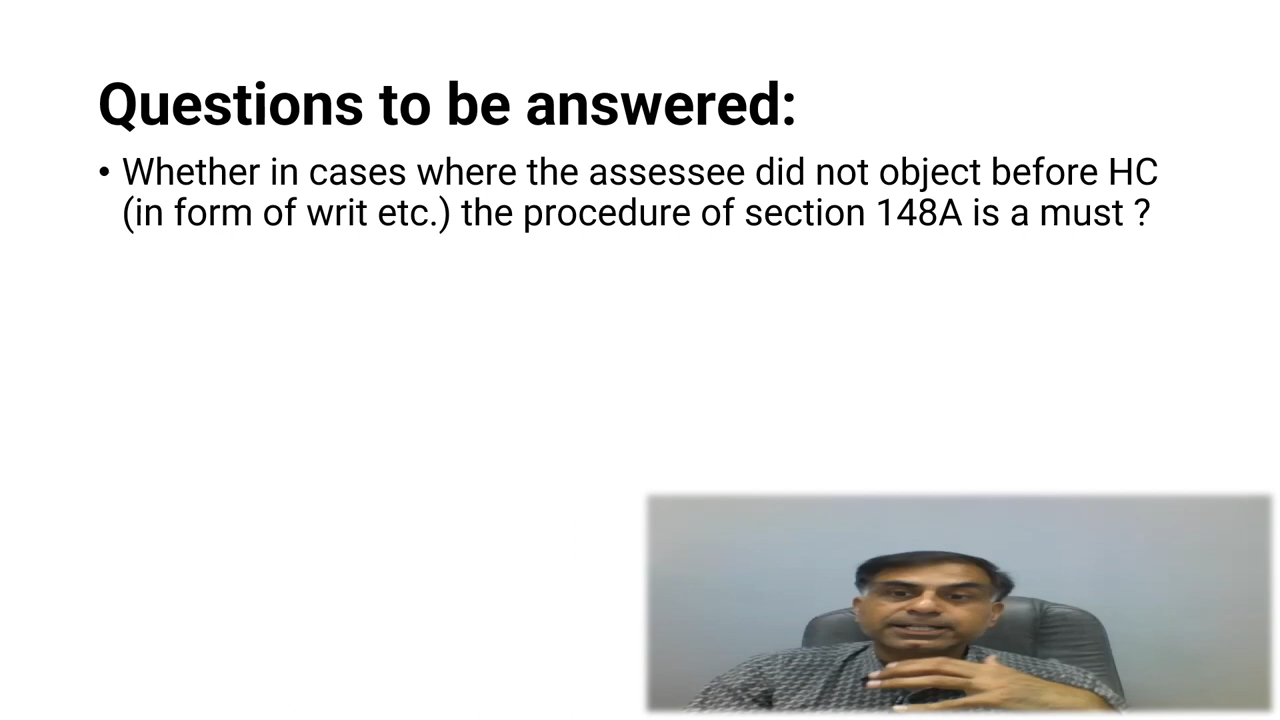 Questions to be answered:
• Whether in cases where the assessee did not object before HC
(in form of writ etc.) the procedure of section 148A is a must ?